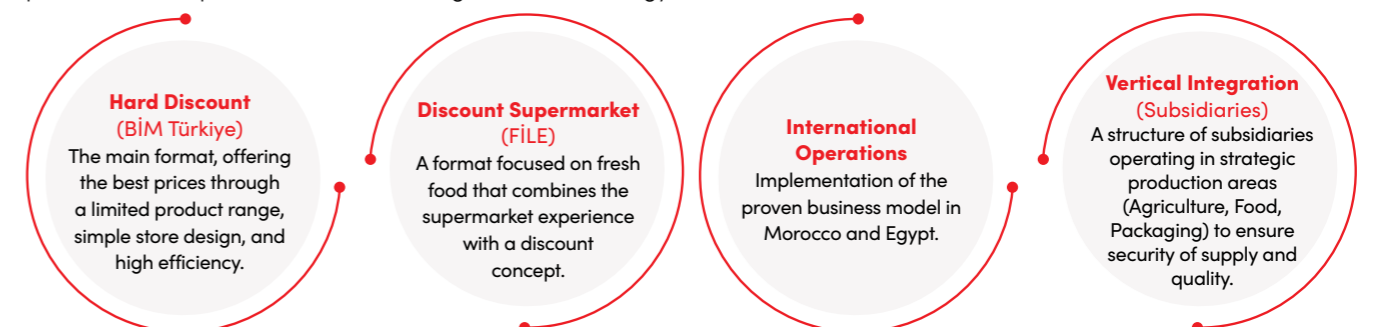 Hard Discount
(BİM Türkiye)
The main format, offering
the best prices through
a limited product range,
simple store design, and
high efficiency.
Discount Supermarket
(FİLE)
A format focused on fresh
food that combines the
supermarket experience
with a discount
concept.
International
Operations
Implementation of the
proven business model in
Morocco and Egypt.
Vertical Integration
(Subsidiaries)
A structure of subsidiaries
operating in strategic
production areas
(Agriculture, Food,
Packaging) to ensure
security of supply and
quality.